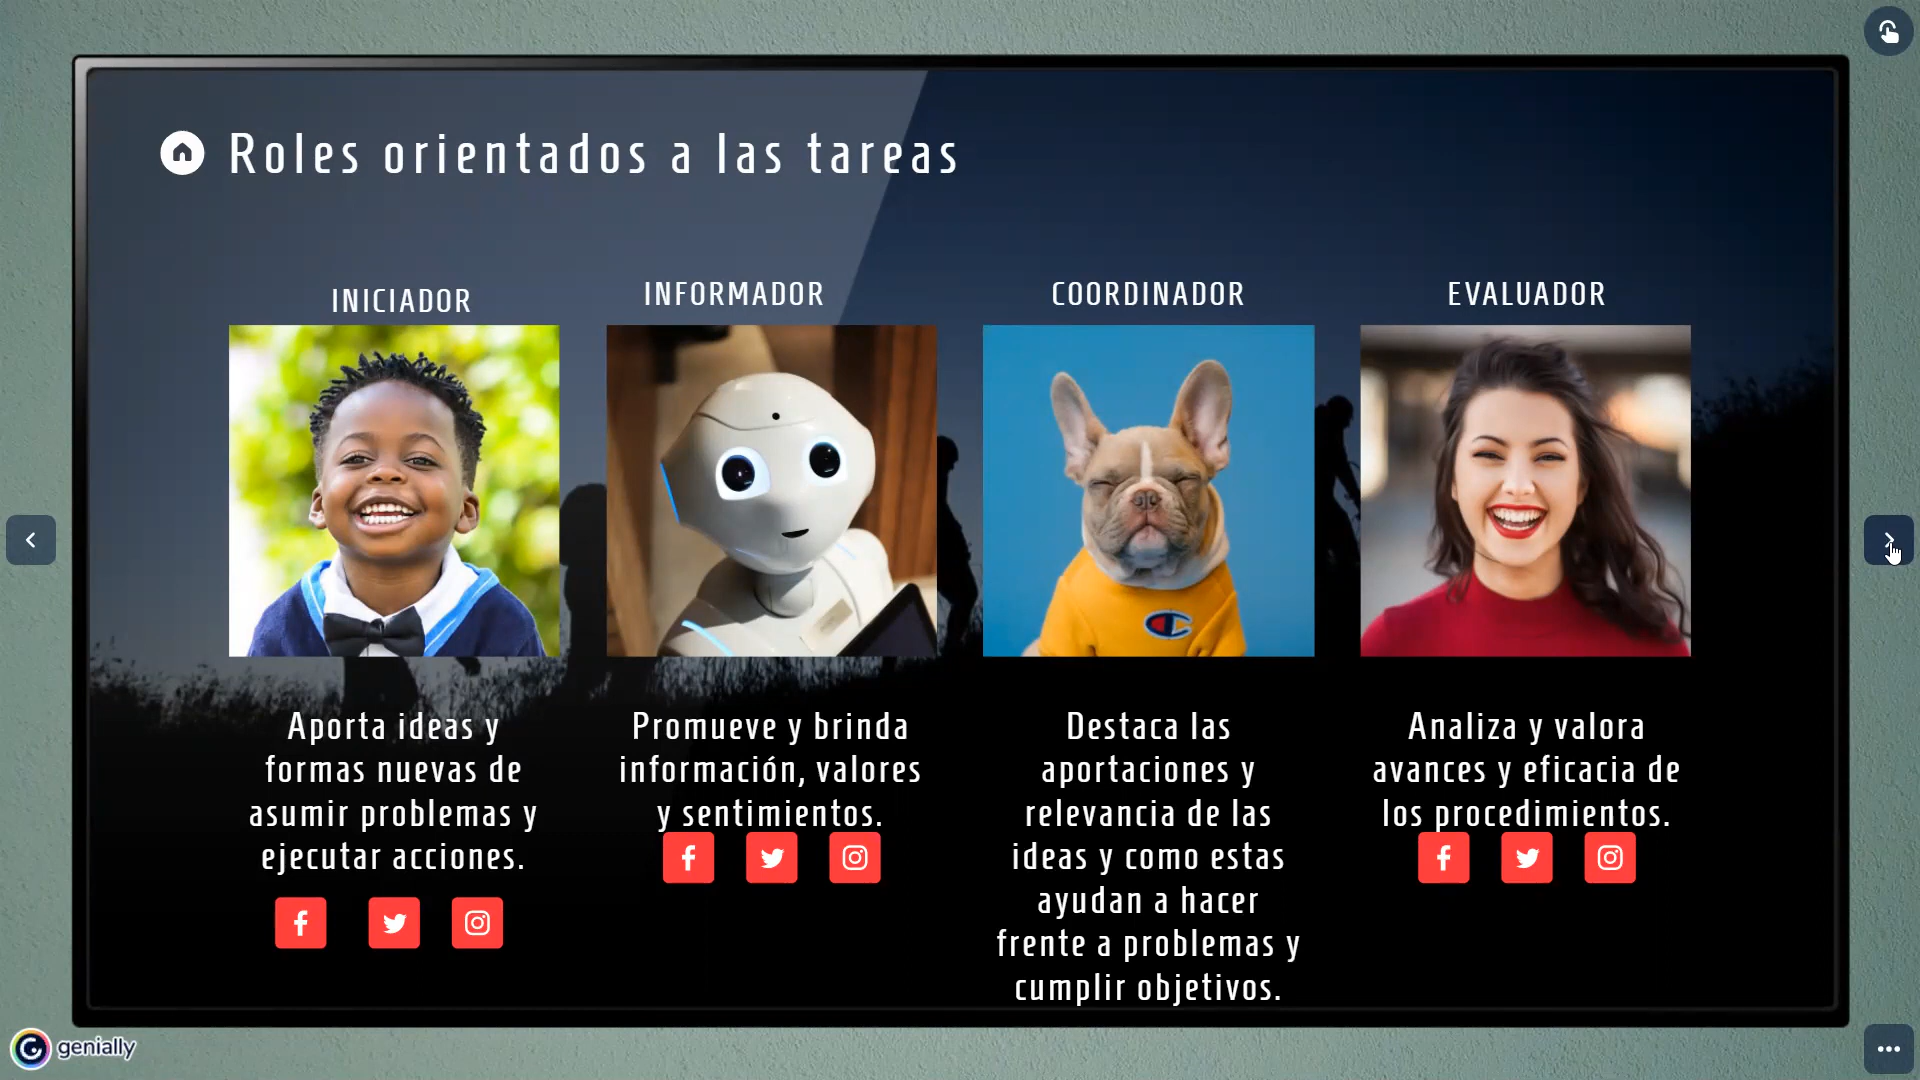 Roles orientados a las tareas
INICIADOR
Aporta ideas y
formas nuevas de
asumir problemas y
ejecutar acciones.
INFORMADOR
Promueve y brinda
información, valores
y sentimientos.
COORDINADOR
Destaca las
aportaciones y
relevancia de las
ideas y como estas
ayudan a hacer
frente a problemas y
cumplir objetivos.
EVALUADOR
Analiza y valora
avances y eficacia de
los procedimientos.
genially